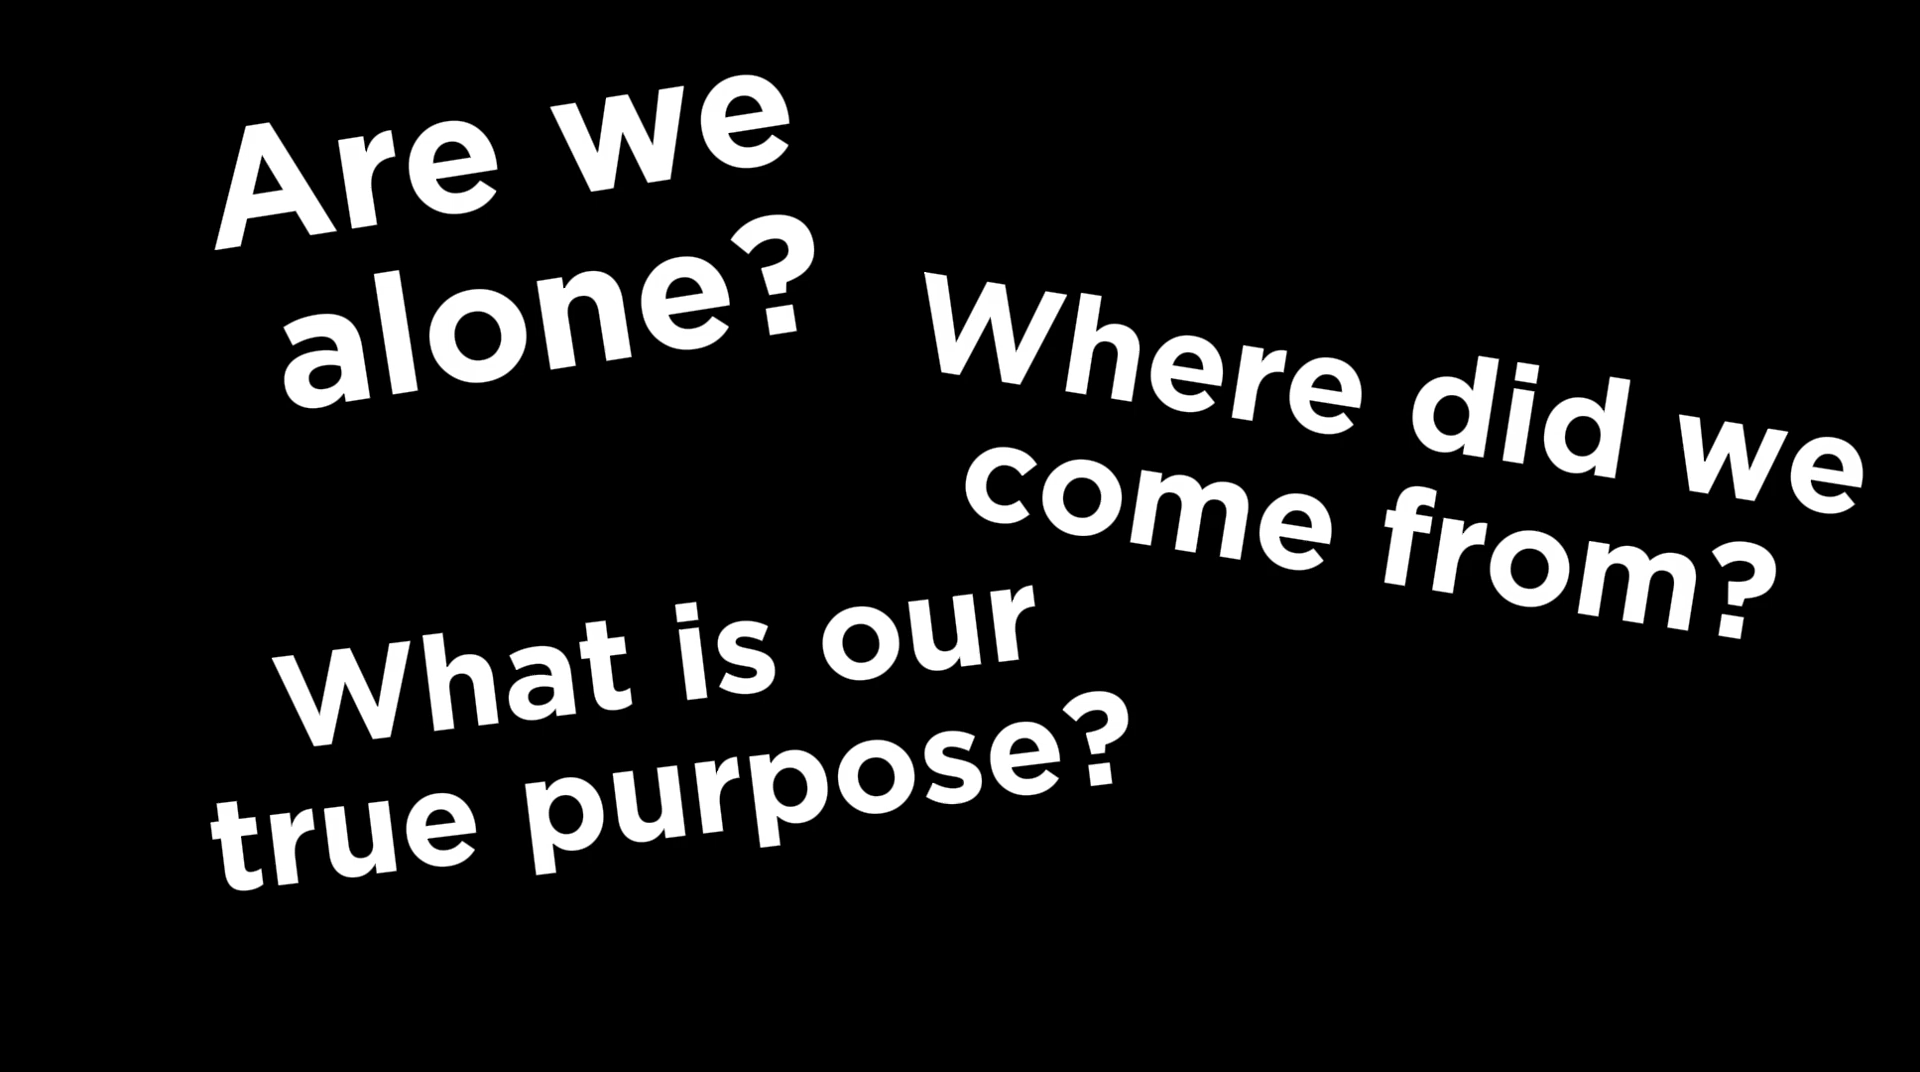 Are we
alone?
Where did we
come from?
What is our
true purpose?